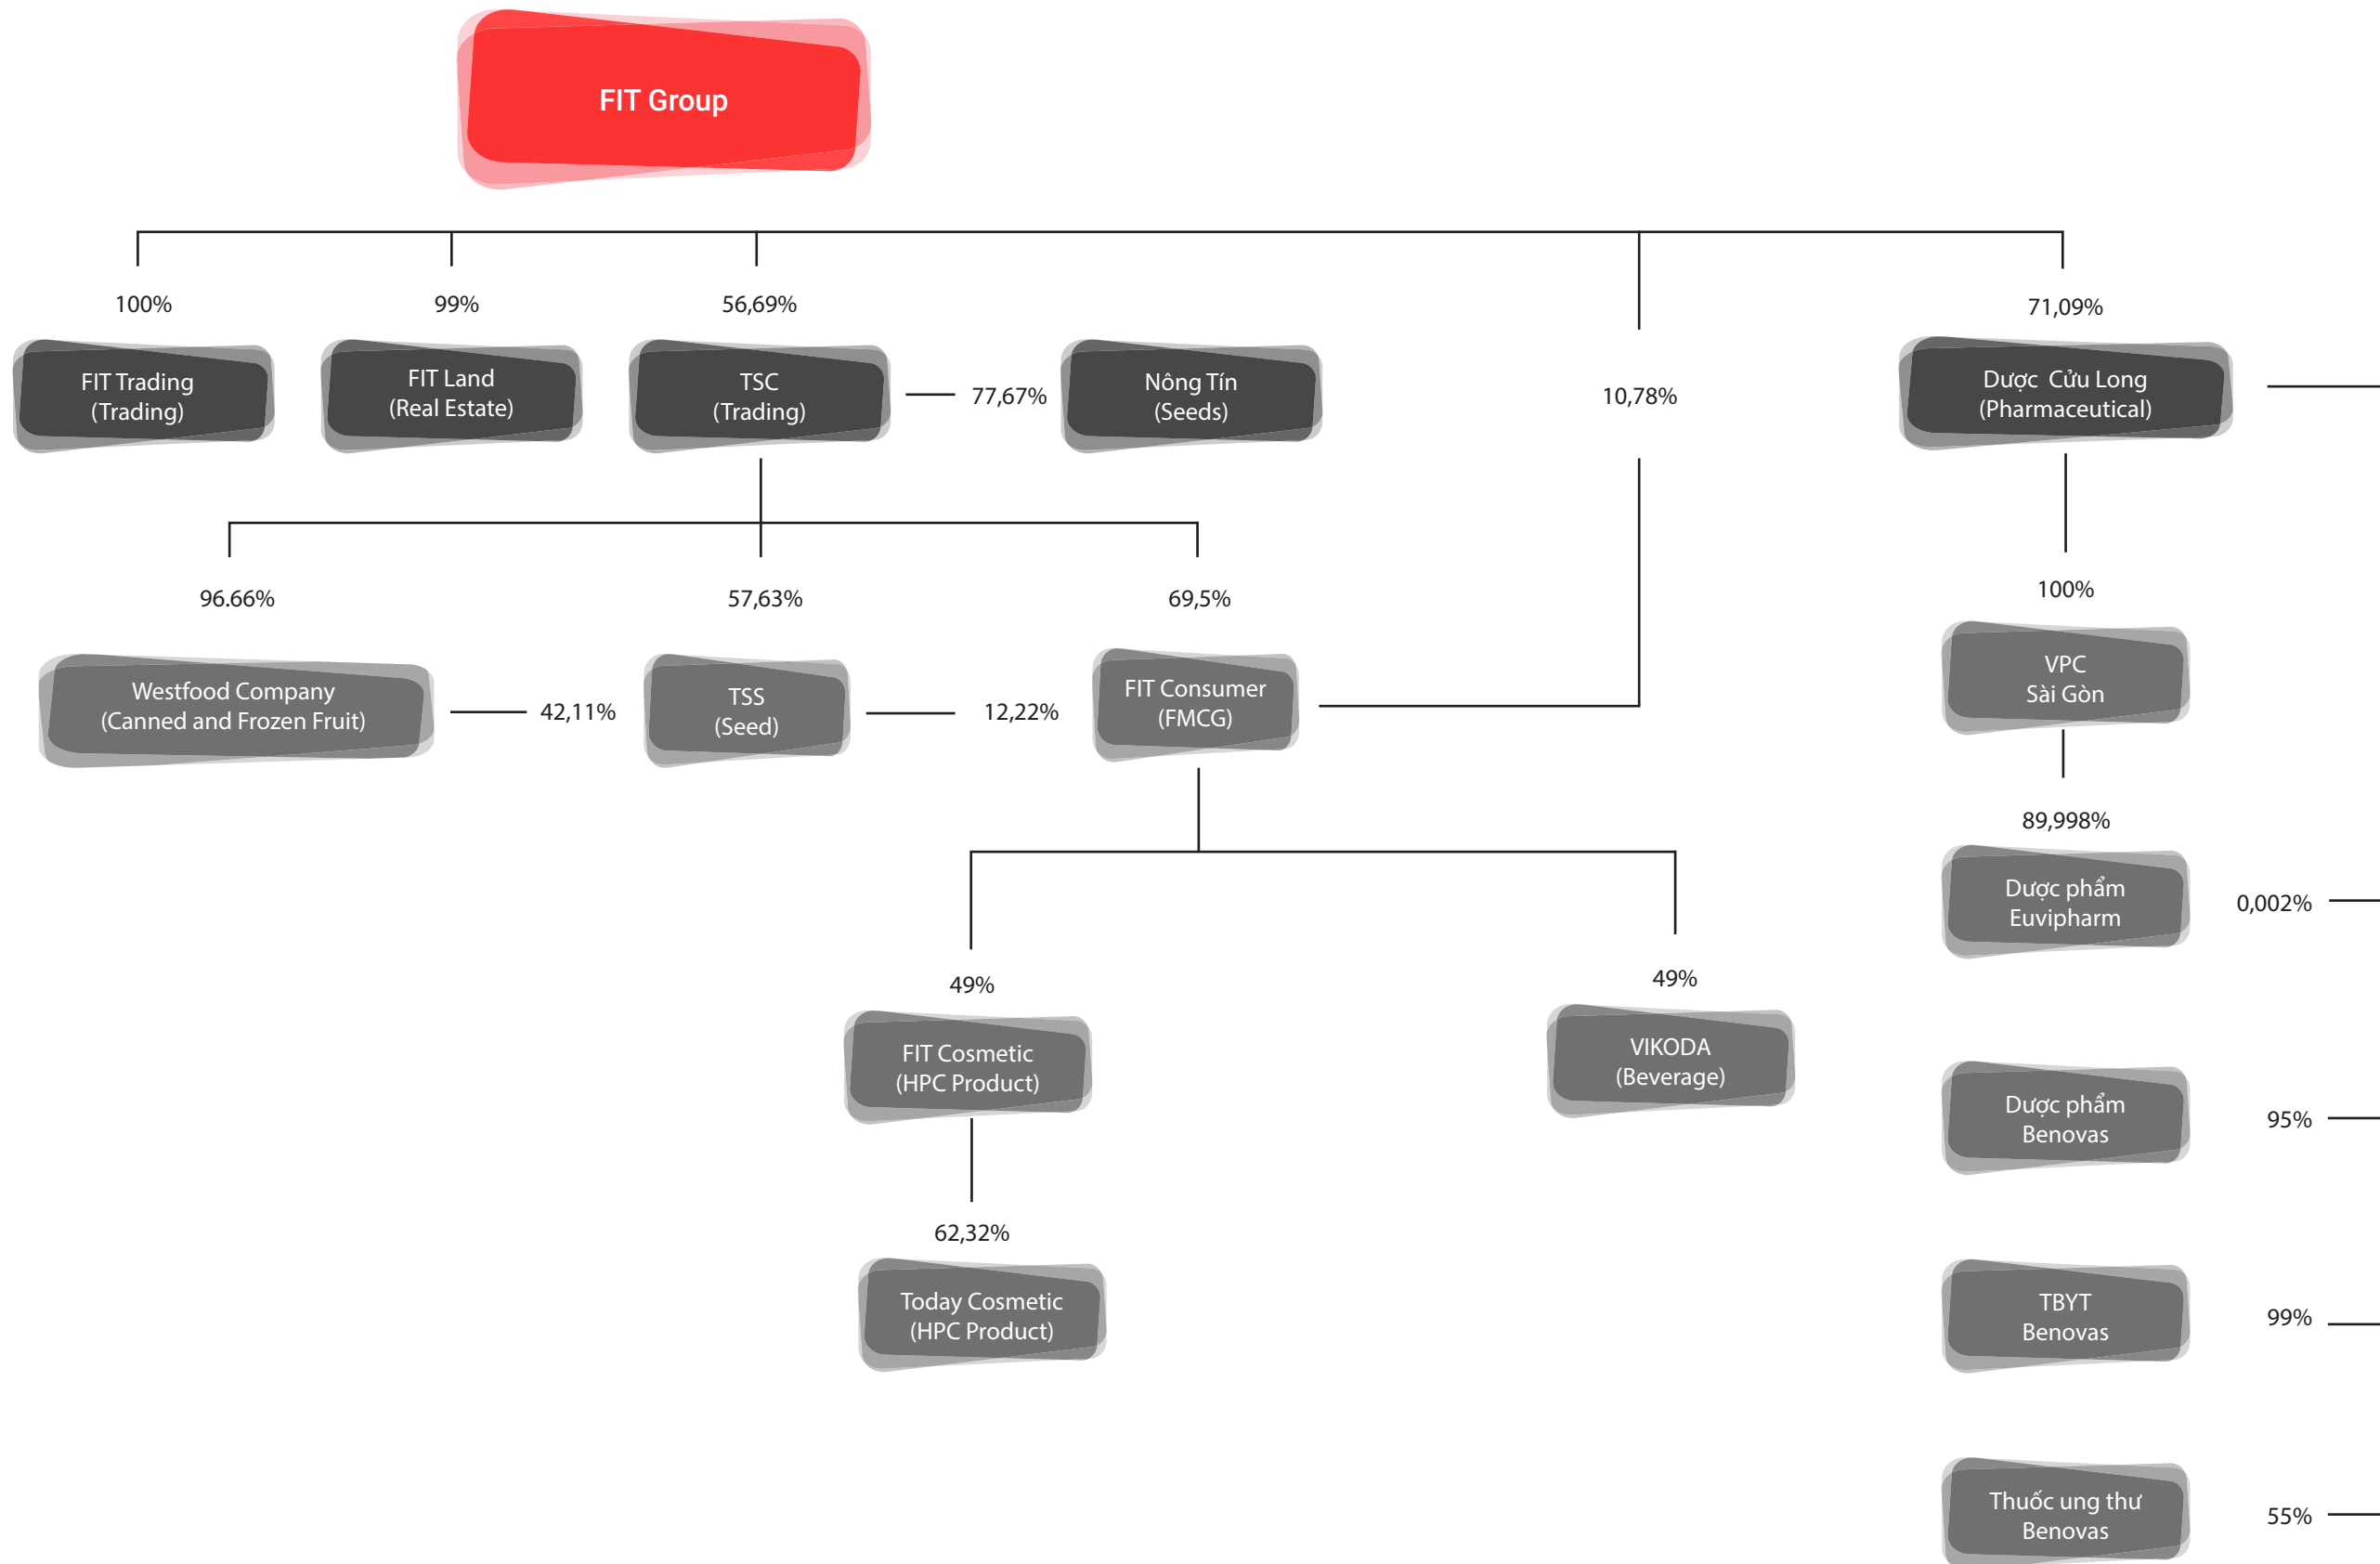 FIT Group
100%
99%
56,69%
71,09%
FIT Trading
(Trading)
FIT Land
(Real Estate)
TSC
(Trading)
77,67%
Nông Tín
(Seeds)
10,78%
Dược Cửu Long
(Pharmaceutical)
96.66%
57,63%
69,5%
100%
Westfood Company
(Canned and Frozen Fruit)
42,11%
TSS
(Seed)
12,22%
FIT Consumer
(FMCG)
VPC
Sài Gòn
89,998%
Dược phẩm
Euvipharm
0,002%
49%
49%
FIT Cosmetic
(HPC Product)
VIKODA
(Beverage)
Dược phẩm
Benovas
95%
62,32%
Today Cosmetic
(HPC Product)
TBYT
Benovas
99%
Thuốc ung thư
Benovas
55%